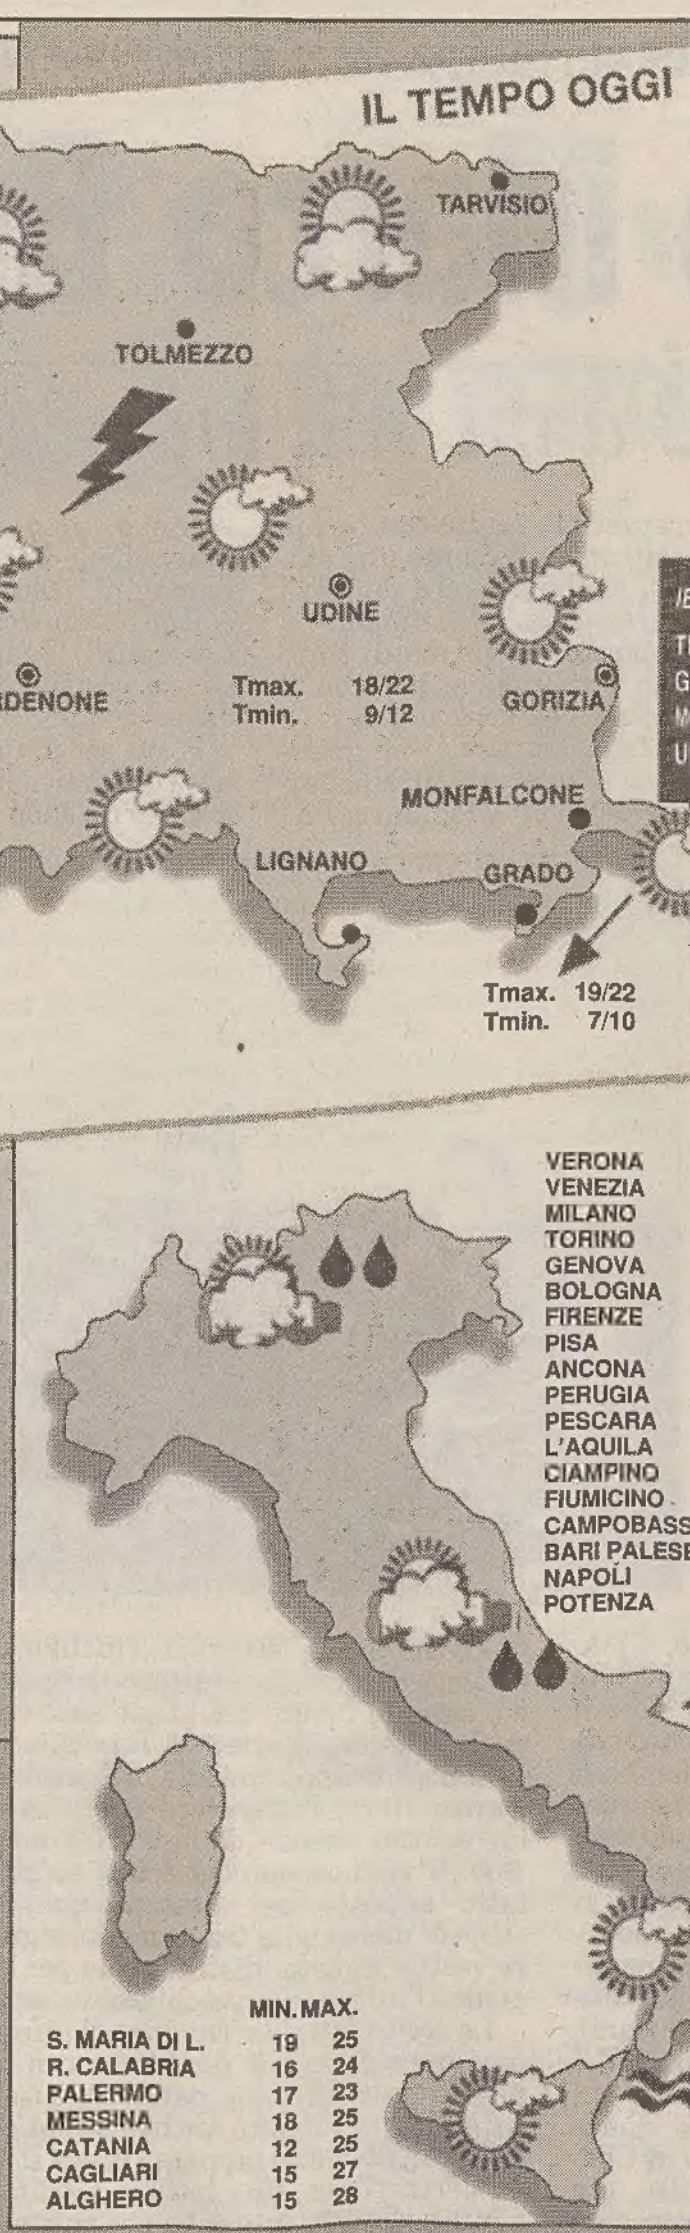 IL TEMPO OGGI
TARVISIO
TOLMEZZO
UDINE
RDENONE
Tmax. 18/22
Tmin. 9/12
GORIZIA
MONFALCONE
LIGNANO
GRADO
Tmax. 19/22
Tmin. 7/10
VERONA
VENEZIA
MILANO
TORINO
GENOVA
BOLOGNA
FIRENZE
PISA
ANCONA
PERUGIA
PESCARA
L'AQUILA
CIAMPINO
FIUMICINO
CAMPOBASS
BARI PALESE
NAPOLI
POTENZA
MIN. MAX.
S. MARIA DI L. 19 25
R. CALABRIA 16 24
PALERMO 17 23
MESSINA 18 25
CATANIA 12 25
CAGLIARI 15 27
ALGHERO 15 28